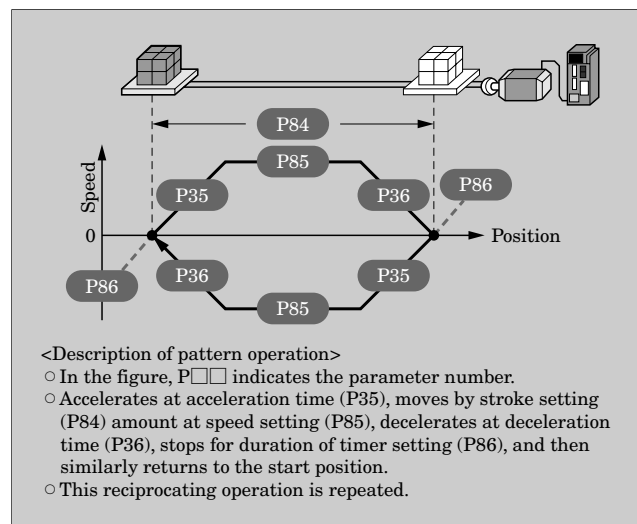 P84
P85
P86
P35
P36
Speed
0
Position
P36
P35
P86
P85
<Description of pattern operation>
○ In the figure, P□□ indicates the parameter number.
○ Accelerates at acceleration time (P35), moves by stroke setting
(P84) amount at speed setting (P85), decelerates at deceleration
time (P36), stops for duration of timer setting (P86), and then
similarly returns to the start position.
○ This reciprocating operation is repeated.